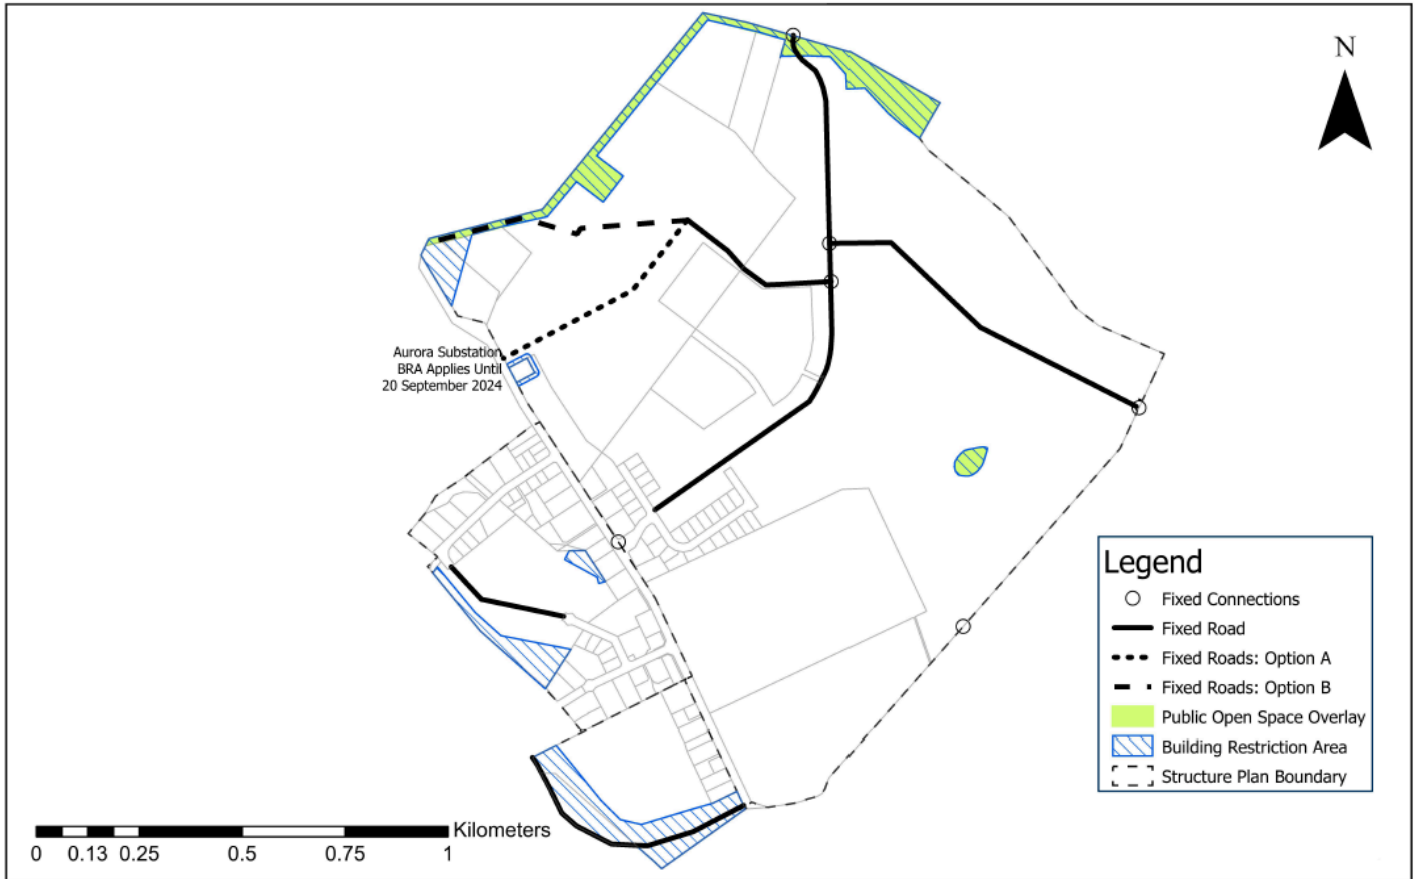 N
Aurora Substation
BRA Applies Until
20 September 2024
Legend
Fixed Connections
Fixed Road
Fixed Roads: Option A
Fixed Roads: Option B
Public Open Space Overlay
Building Restriction Area
Structure Plan Boundary
Kilometers
0 0.13 0.25 0.5 0.75 1